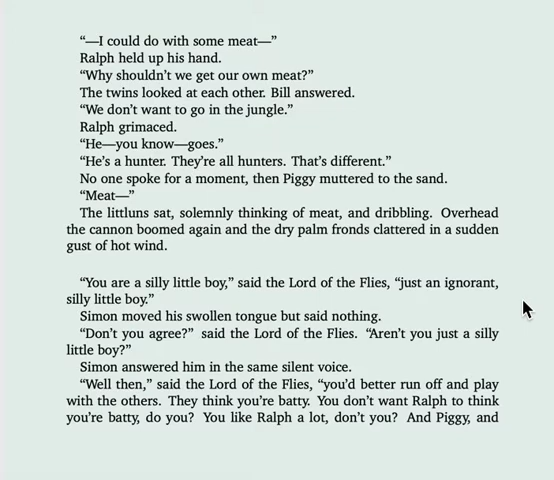 “—I could do with some meat—”
Ralph held up his hand.
“Why shouldn’t we get our own meat?”
The twins looked at each other. Bill answered.
“We don’t want to go in the jungle.”
Ralph grimaced.
“He—you know—goes.”
“He’s a hunter. They’re all hunters. That’s different.”
No one spoke for a moment, then Piggy muttered to the sand.
“Meat—”
The littluns sat, solemnly thinking of meat, and dribbling. Overhead
the cannon boomed again and the dry palm fronds clattered in a sudden
gust of hot wind.
“You are a silly little boy,” said the Lord of the Flies, “just an ignorant,
silly little boy.”
Simon moved his swollen tongue but said nothing.
“Don’t you agree?” said the Lord of the Flies. “Aren’t you just a silly
little boy?”
Simon answered him in the same silent voice.
“Well then,” said the Lord of the Flies, “you’d better run off and play
with the others. They think you’re batty. You don’t want Ralph to think
you’re batty, do you? You like Ralph a lot, don’t you? And Piggy, and